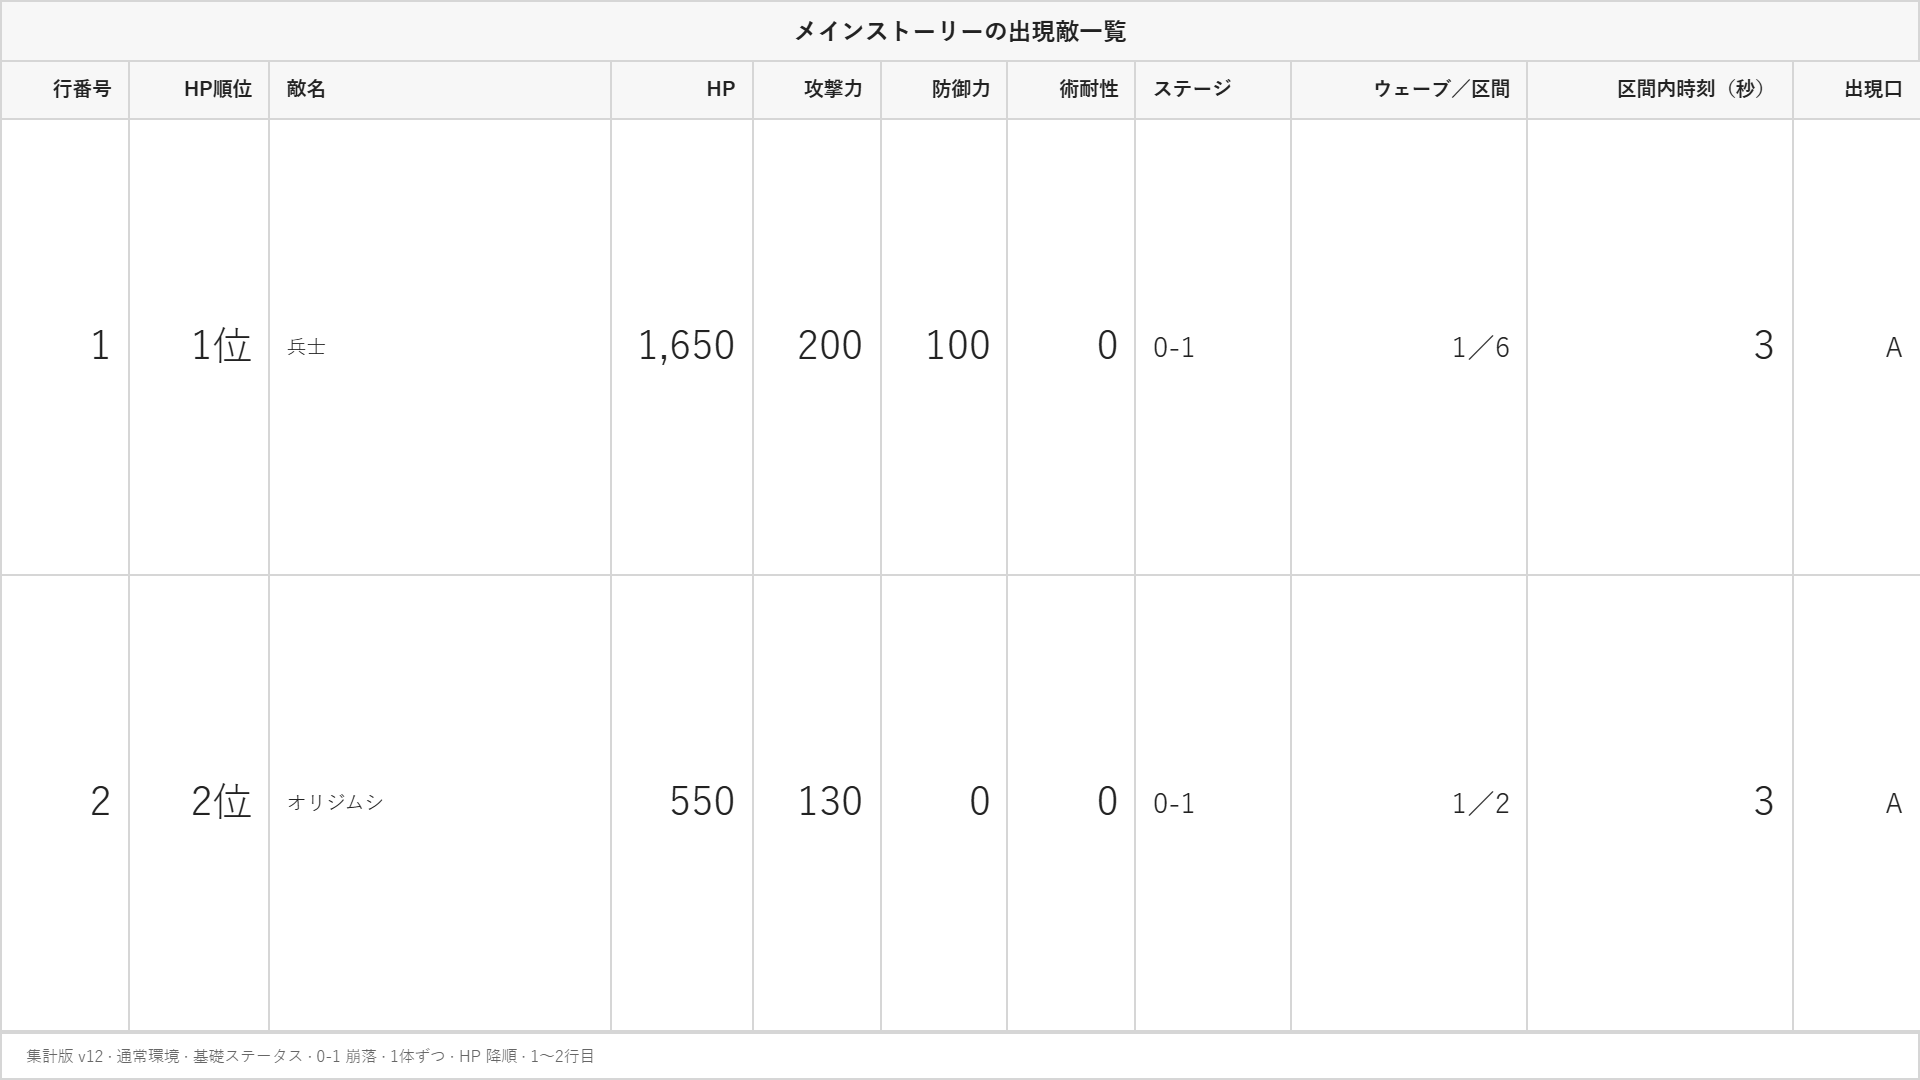 メインストーリーの出現敵一覧
行番号 HP順位 敵名 HP 攻撃力 防御力 術耐性 ステージ ウェーブ／区間 区間内時刻（秒） 出現口
1 1位 兵士 1,650 200 100 0 0-1 1／6 3 A
2 2位 オリジムシ 550 130 0 0 0-1 1／2 3 A
集計版 v12 · 通常環境 · 基礎ステータス · 0-1 崩落 · 1体ずつ · HP 降順 · 1〜2行目